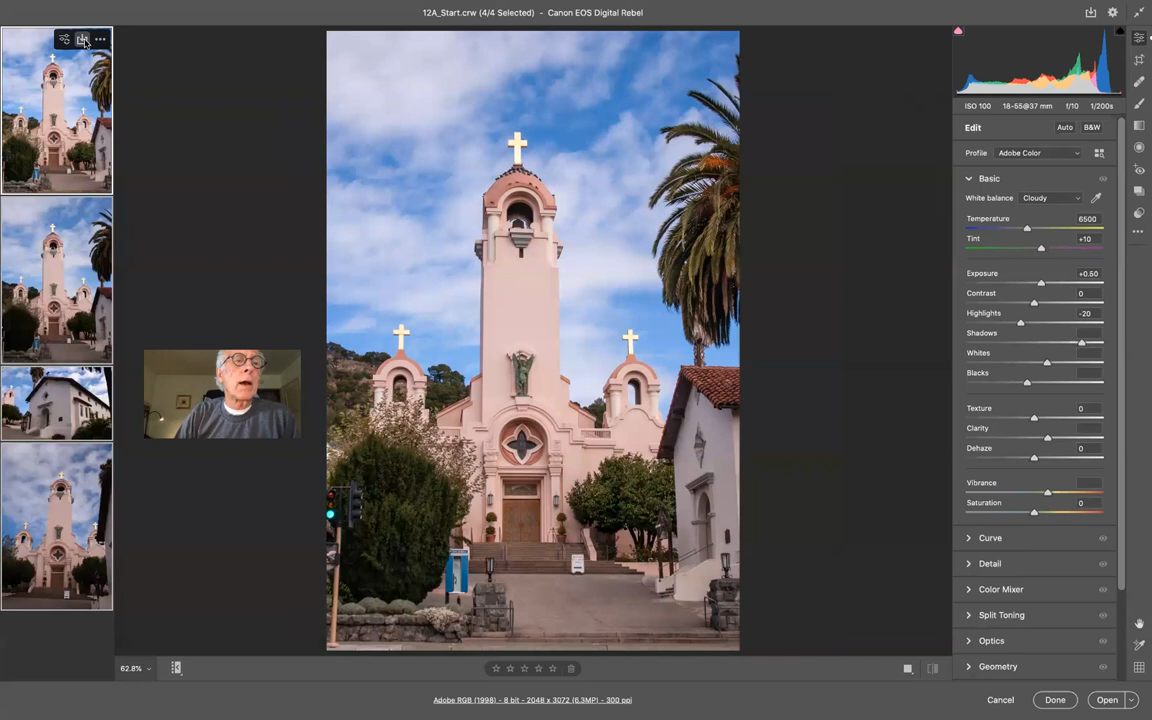 12A_Start.crw (4/4 Selected) - Canon EOS Digital Rebel
ISO 100 18-55@37 mm f/10 1/200s
Edit Auto B&W
Profile Adobe Color
Basic
White balance Cloudy
Temperature 6500
Tint +10
Exposure +0.50
Contrast 0
Highlights -20
Shadows
Whites
Blacks
Texture 0
Clarity
Dehaze 0
Vibrance
Saturation 0
Curve
Detail
Color Mixer
Split Toning
Optics
Geometry
62.8%
Adobe RGB (1998) - 8 bit - 2048 x 3072 (6.3MP) - 300 ppi
Cancel Done Open